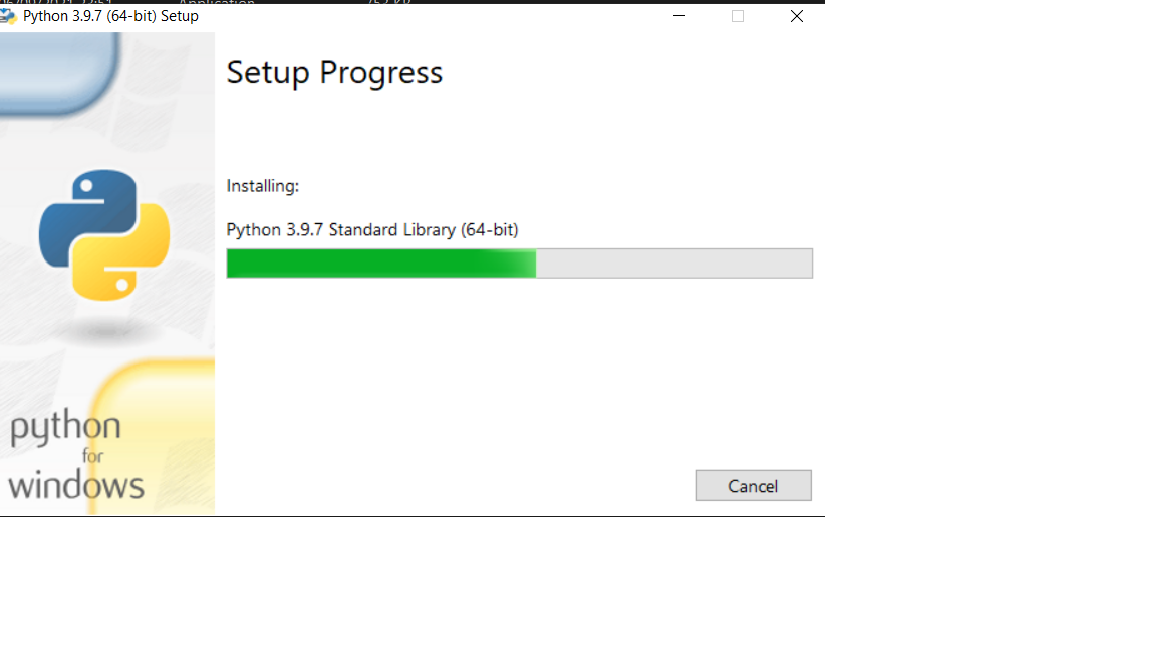 Python 3.9.7 (64-bit) Setup
Setup Progress
Installing:
Python 3.9.7 Standard Library (64-bit)
python
for
windows
Cancel